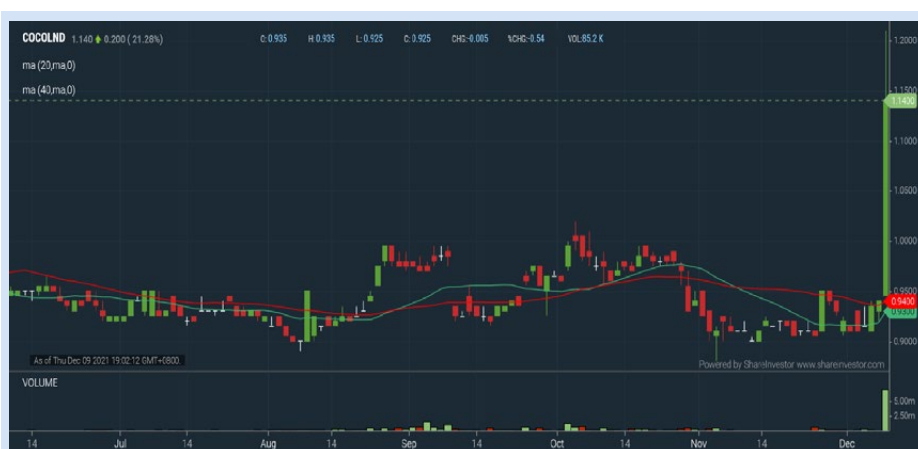 COCOLND 1.140 0.200 ( 21.28%) O: 0.935 H: 0.935 L: 0.925 C: 0.925 CHG:-0.005 %CHG:-0.54 VOL:85.2 K
ma (20,ma,0)
ma (40,ma,0)
1.2000
1.1500
1.1400
1.1000
1.0500
1.0000
0.9500
0.9400
0.9300
0.9000
As of Thu Dec 09 2021 19:02:12 GMT+0800.
Powered by ShareInvestor www.shareinvestor.com
VOLUME
5.00m
2.50m
14 Jul 14 Aug 14 Sep 14 Oct 14 Nov 14 Dec